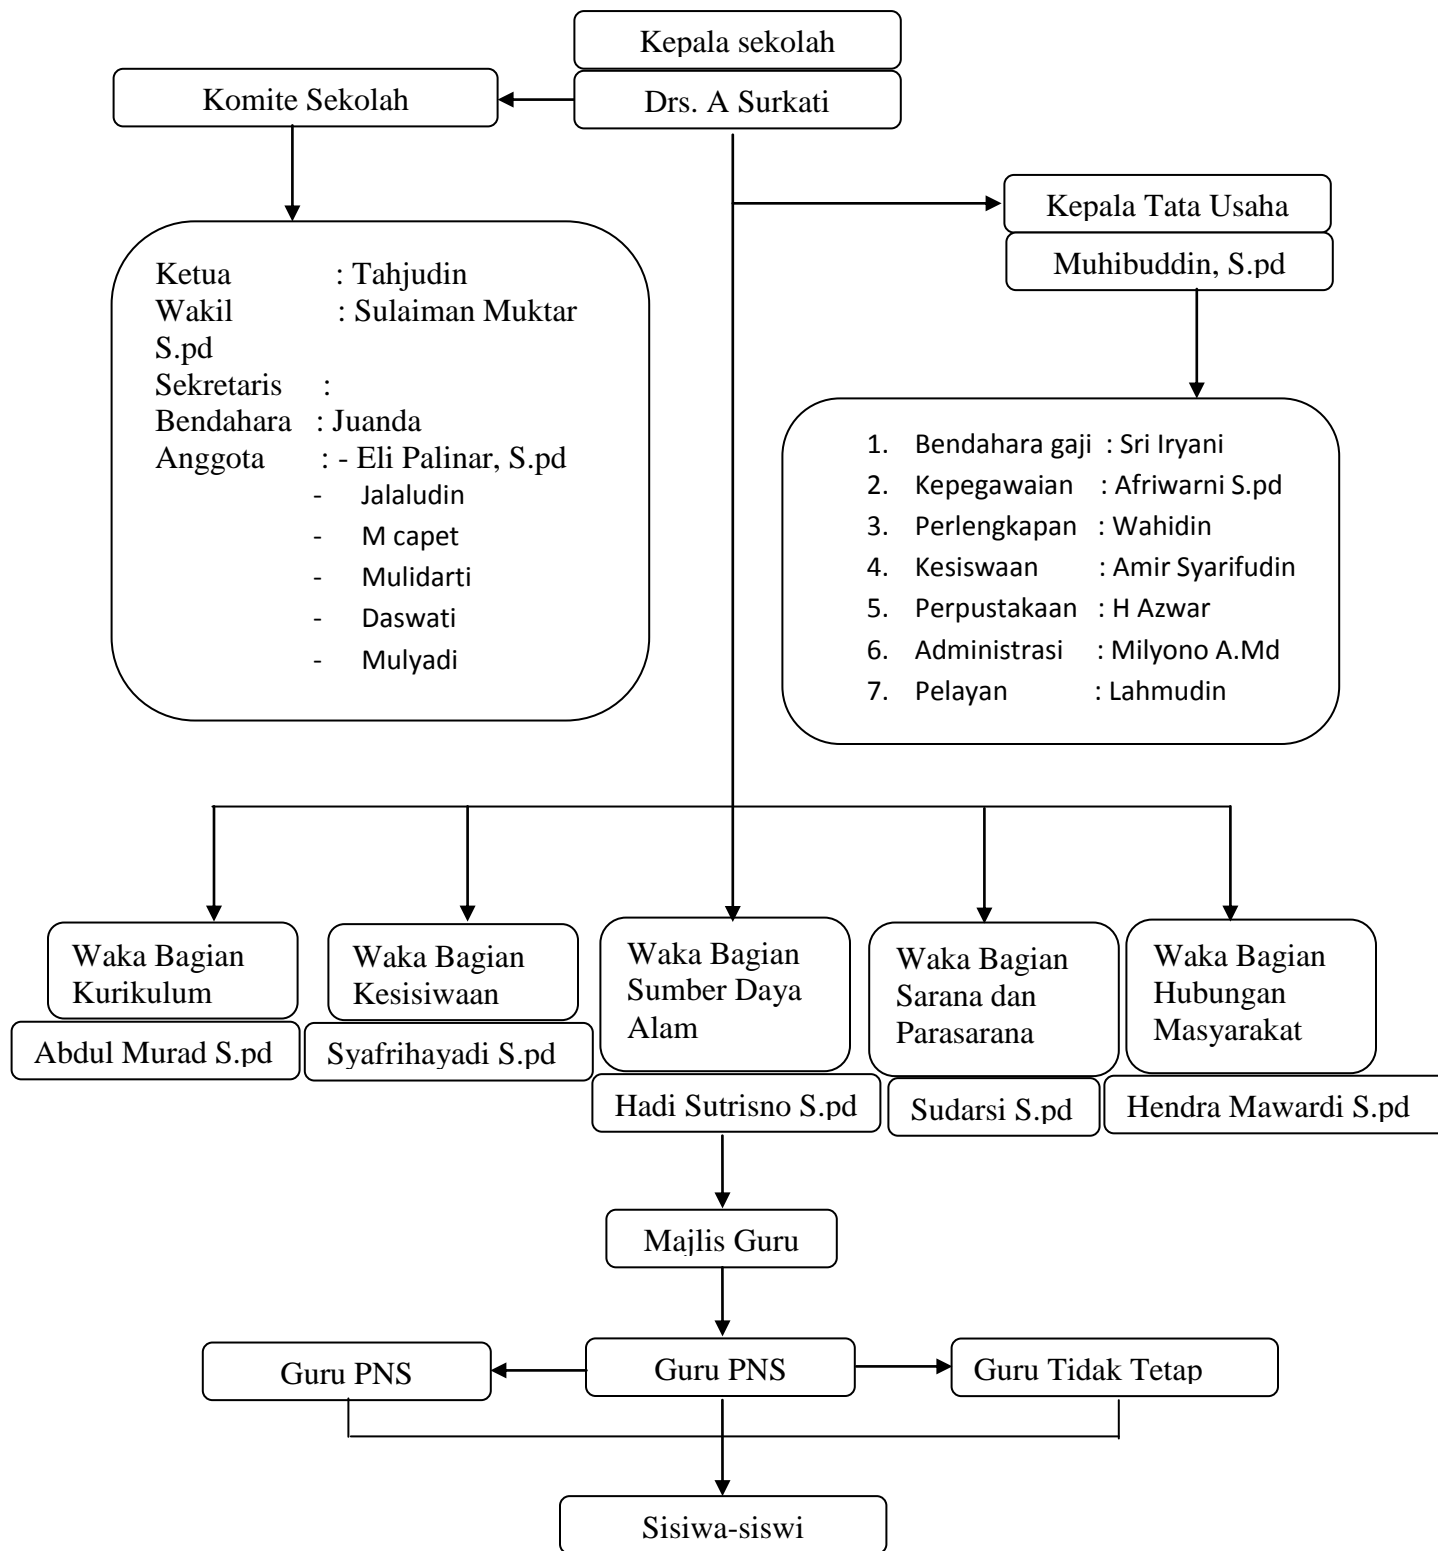 Kepala sekolah
Drs. A Surkati
Komite Sekolah
Kepala Tata Usaha
Muhibuddin, S.pd
Ketua : Tahjudin
Wakil : Sulaiman Muktar
S.pd
Sekretaris :
Bendahara : Juanda
Anggota : - Eli Palinar, S.pd
- Jalaludin
- M capet
- Mulidarti
- Daswati
- Mulyadi
1. Bendahara gaji : Sri Iryani
2. Kepegawaian : Afriwarni S.pd
3. Perlengkapan : Wahidin
4. Kesiswaan : Amir Syarifudin
5. Perpustakaan : H Azwar
6. Administrasi : Milyono A.Md
7. Pelayan : Lahmudin
Waka Bagian
Kurikulum
Abdul Murad S.pd
Waka Bagian
Kesisiwaan
Syafrihayadi S.pd
Waka Bagian
Sumber Daya
Alam
Hadi Sutrisno S.pd
Waka Bagian
Sarana dan
Parasarana
Sudarsi S.pd
Waka Bagian
Hubungan
Masyarakat
Hendra Mawardi S.pd
Majlis Guru
Guru PNS
Guru PNS
Guru Tidak Tetap
Sisiwa-siswi